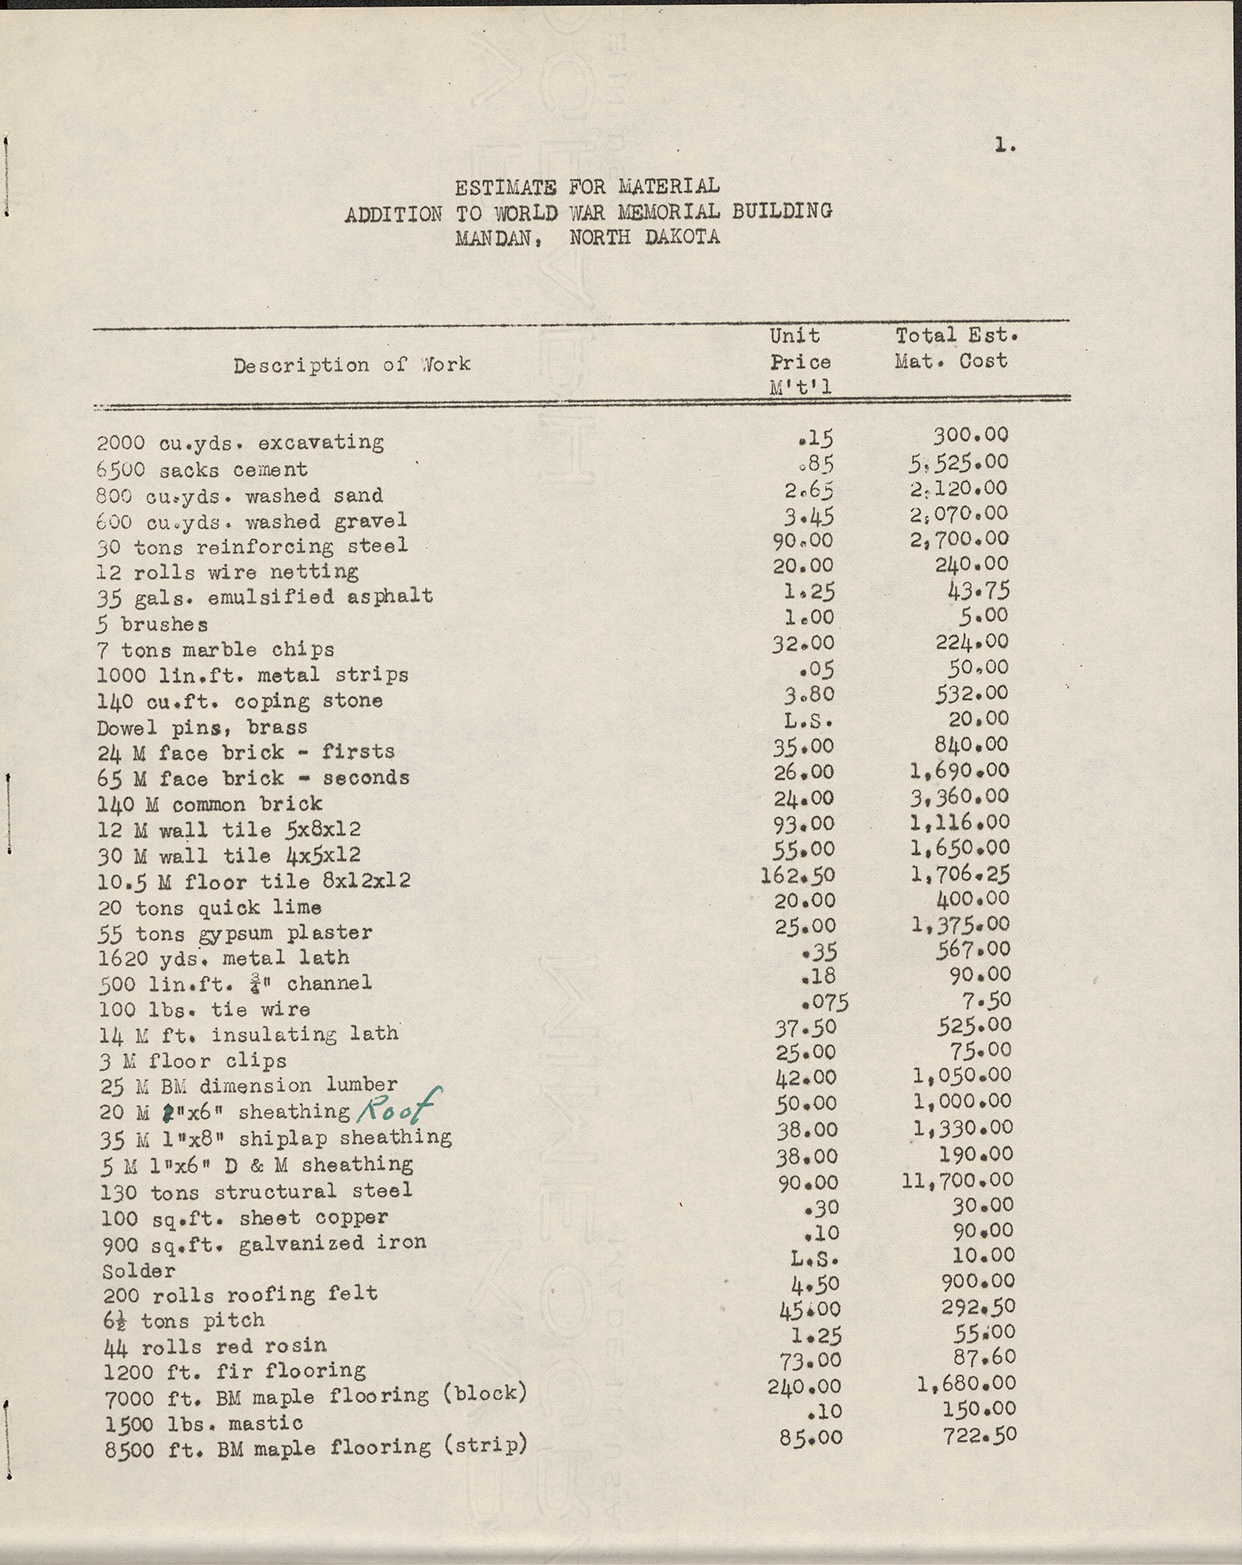 1.
ESTIMATE FOR MATERIAL
ADDITION TO WORLD WAR MEMORIAL BUILDING
MANDAN, NORTH DAKOTA
Unit Total Est.
Description of Work Price Mat. Cost
M't'l
2000 cu.yds. excavating .15 300.00
6500 sacks cement .85 5,525.00
800 cu.yds. washed sand 2.65 2,120.00
600 cu.yds. washed gravel 3.45 2,070.00
30 tons reinforcing steel 90.00 2,700.00
12 rolls wire netting 20.00 240.00
35 gals. emulsified asphalt 1.25 43.75
5 brushes 1.00 5.00
7 tons marble chips 32.00 224.00
1000 lin.ft. metal strips .05 50.00
140 cu.ft. coping stone 3.80 532.00
Dowel pins, brass L.S. 20.00
24 M face brick - firsts 35.00 840.00
65 M face brick - seconds 26.00 1,690.00
140 M common brick 24.00 3,360.00
12 M wall tile 5x8x12 93.00 1,116.00
30 M wall tile 4x5x12 55.00 1,650.00
10.5 M floor tile 8x12x12 162.50 1,706.25
20 tons quick lime 20.00 400.00
55 tons gypsum plaster 25.00 1,375.00
1620 yds. metal lath .35 567.00
500 lin.ft. ¾" channel .18 90.00
100 lbs. tie wire .075 7.50
14 M ft. insulating lath 37.50 525.00
3 M floor clips 25.00 75.00
25 M BM dimension lumber 42.00 1,050.00
20 M 2"x6" sheathing Roof 50.00 1,000.00
35 M 1"x8" shiplap sheathing 38.00 1,330.00
5 M 1"x6" D & M sheathing 38.00 190.00
130 tons structural steel 90.00 11,700.00
100 sq.ft. sheet copper .30 30.00
900 sq.ft. galvanized iron .10 90.00
Solder L.S. 10.00
200 rolls roofing felt 4.50 900.00
6½ tons pitch 45.00 292.50
44 rolls red rosin 1.25 55.00
1200 ft. fir flooring 73.00 87.60
7000 ft. BM maple flooring (block) 240.00 1,680.00
1500 lbs. mastic .10 150.00
8500 ft. BM maple flooring (strip) 85.00 722.50